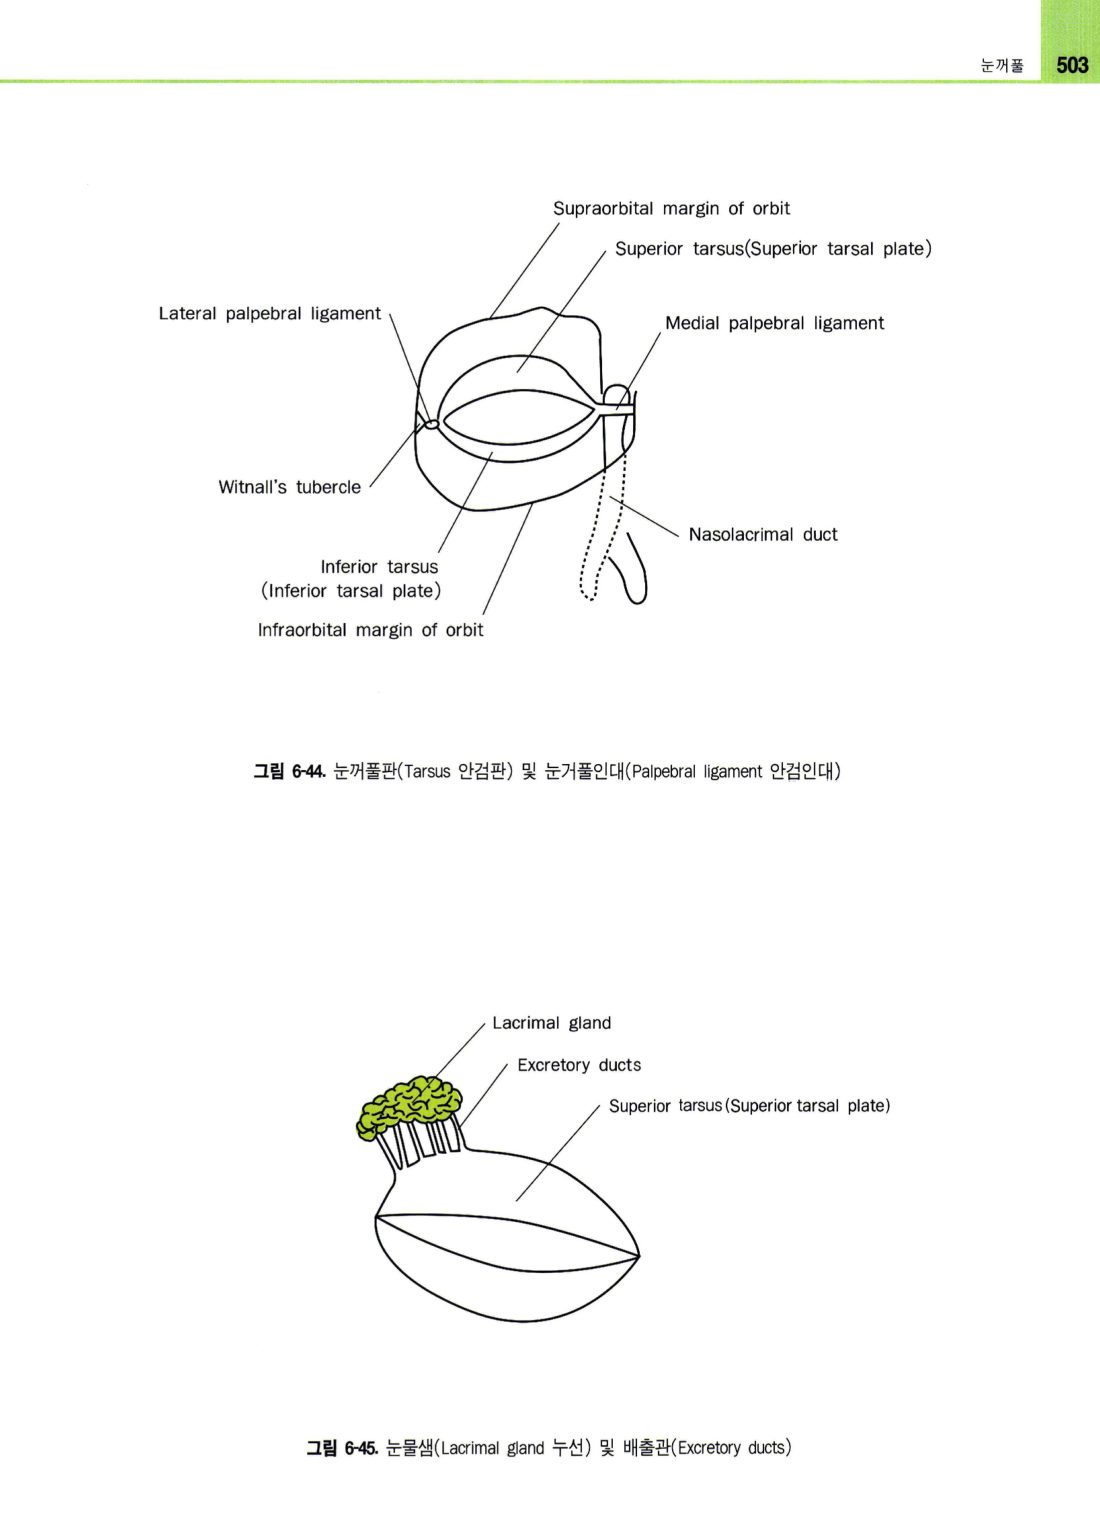 눈꺼풀 503
Supraorbital margin of orbit
Superior tarsus(Superior tarsal plate)
Lateral palpebral ligament
Medial palpebral ligament
Witnall's tubercle
Nasolacrimal duct
Inferior tarsus
(Inferior tarsal plate)
Infraorbital margin of orbit
그림 6-44. 눈꺼풀판(Tarsus 안검판) 및 눈거풀인대(Palpebral ligament 안검인대)
Lacrimal gland
Excretory ducts
Superior tarsus(Superior tarsal plate)
그림 6-45. 눈물샘(Lacrimal gland 누선) 및 배출관(Excretory ducts)